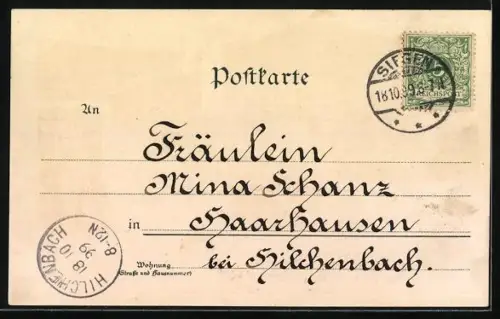 Postkarte
SIEGEN
18.10.99
REICHSPOST
An
Fräulein
Mina Schanz
in Haarhausen
Wohnung
(Straße und Hausnummer)
bei Hilchenbach.
HILCHENBACH
18 10
99
8-12N